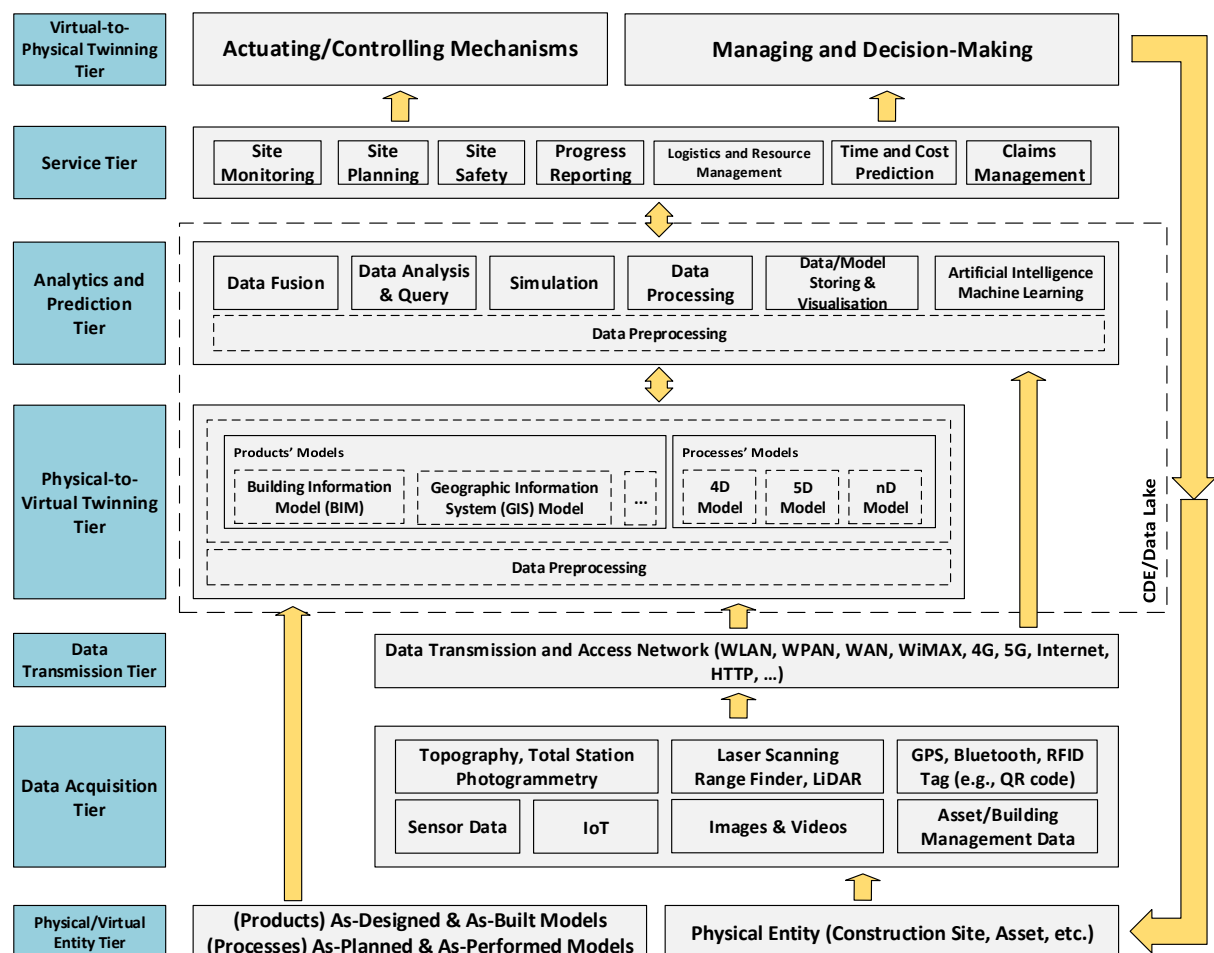 Virtual-to-
Physical Twinning
Tier
Actuating/Controlling Mechanisms
Managing and Decision-Making
Service Tier
Site
Monitoring
Site
Planning
Site
Safety
Progress
Reporting
Logistics and Resource
Management
Time and Cost
Prediction
Claims
Management
Analytics and
Prediction
Tier
Data Fusion
Data Analysis
& Query
Simulation
Data
Processing
Data/Model
Storing &
Visualisation
Artificial Intelligence
Machine Learning
Data Preprocessing
Physical-to-
Virtual Twinning
Tier
Products’ Models
Building Information
Model (BIM)
Geographic Information
System (GIS) Model
...
Processes’ Models
4D
Model
5D
Model
nD
Model
Data Preprocessing
CDE/Data Lake
Data
Transmission Tier
Data Transmission and Access Network (WLAN, WPAN, WAN, WiMAX, 4G, 5G, Internet,
HTTP, …)
Data Acquisition
Tier
Topography, Total Station
Photogrammetry
Laser Scanning
Range Finder, LiDAR
GPS, Bluetooth, RFID
Tag (e.g., QR code)
Sensor Data
IoT
Images & Videos
Asset/Building
Management Data
Physical/Virtual
Entity Tier
(Products) As-Designed & As-Built Models
(Processes) As-Planned & As-Performed Models
Physical Entity (Construction Site, Asset, etc.)